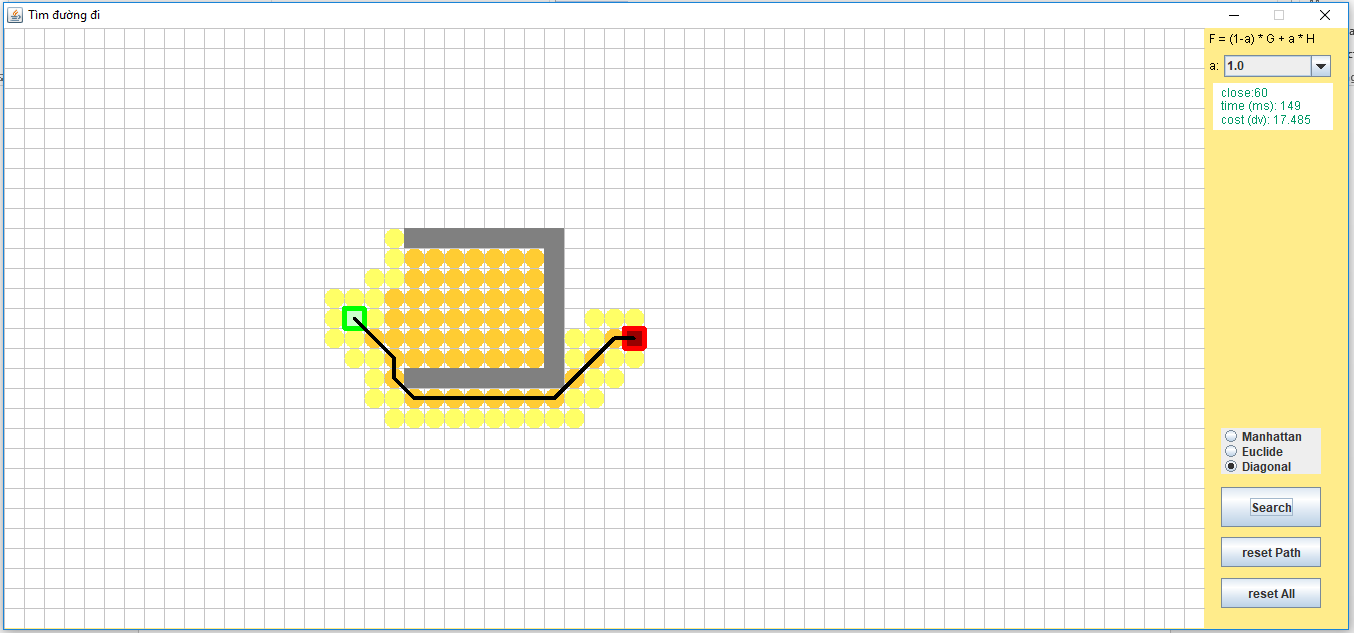 Tìm đường đi
F = (1-a) * G + a * H
a: 1.0
close:60
time (ms): 149
cost (dv): 17.485
Manhattan
Euclide
Diagonal
Search
reset Path
reset All